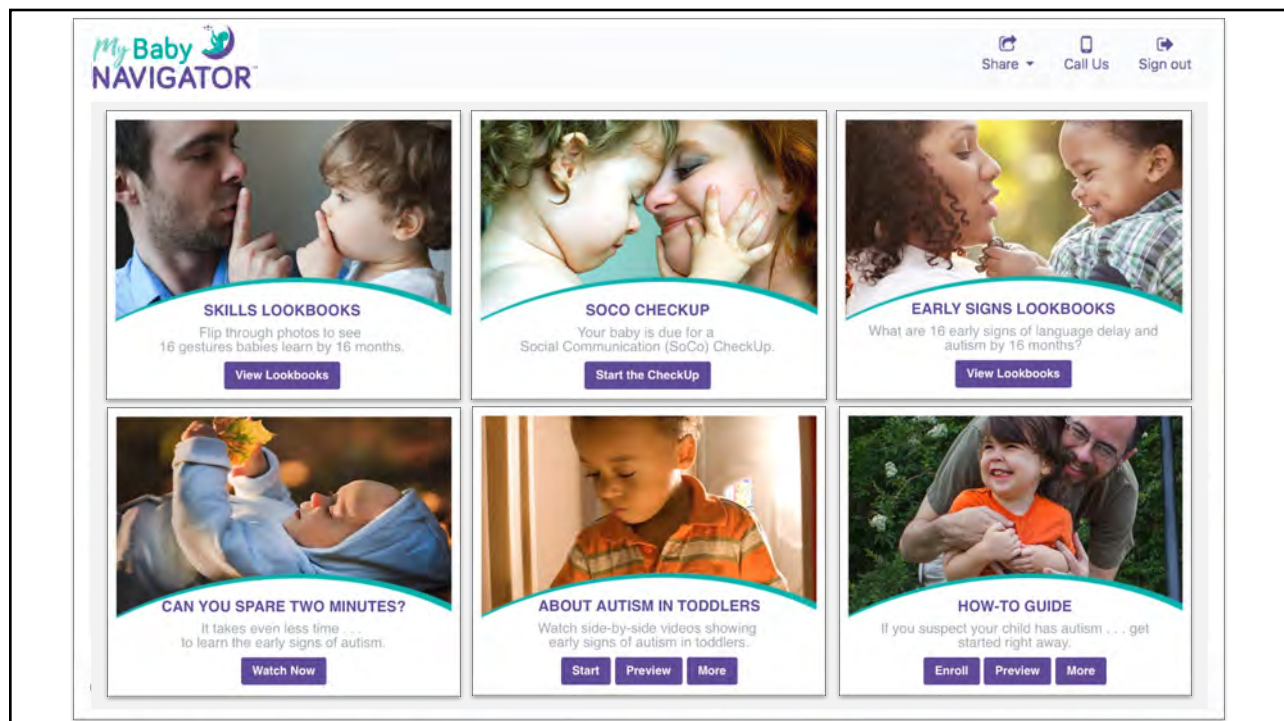 My Baby
NAVIGATOR
Share
Call Us
Sign out
SKILLS LOOKBOOKS
Flip through photos to see
16 gestures babies learn by 16 months.
View Lookbooks
SOCO CHECKUP
Your baby is due for a
Social Communication (SoCo) CheckUp.
Start the CheckUp
EARLY SIGNS LOOKBOOKS
What are 16 early signs of language delay and
autism by 16 months?
View Lookbooks
CAN YOU SPARE TWO MINUTES?
It takes even less time . . .
to learn the early signs of autism.
Watch Now
ABOUT AUTISM IN TODDLERS
Watch side-by-side videos showing
early signs of autism in toddlers.
Start Preview More
HOW-TO GUIDE
If you suspect your child has autism . . . get
started right away.
Enroll Preview More